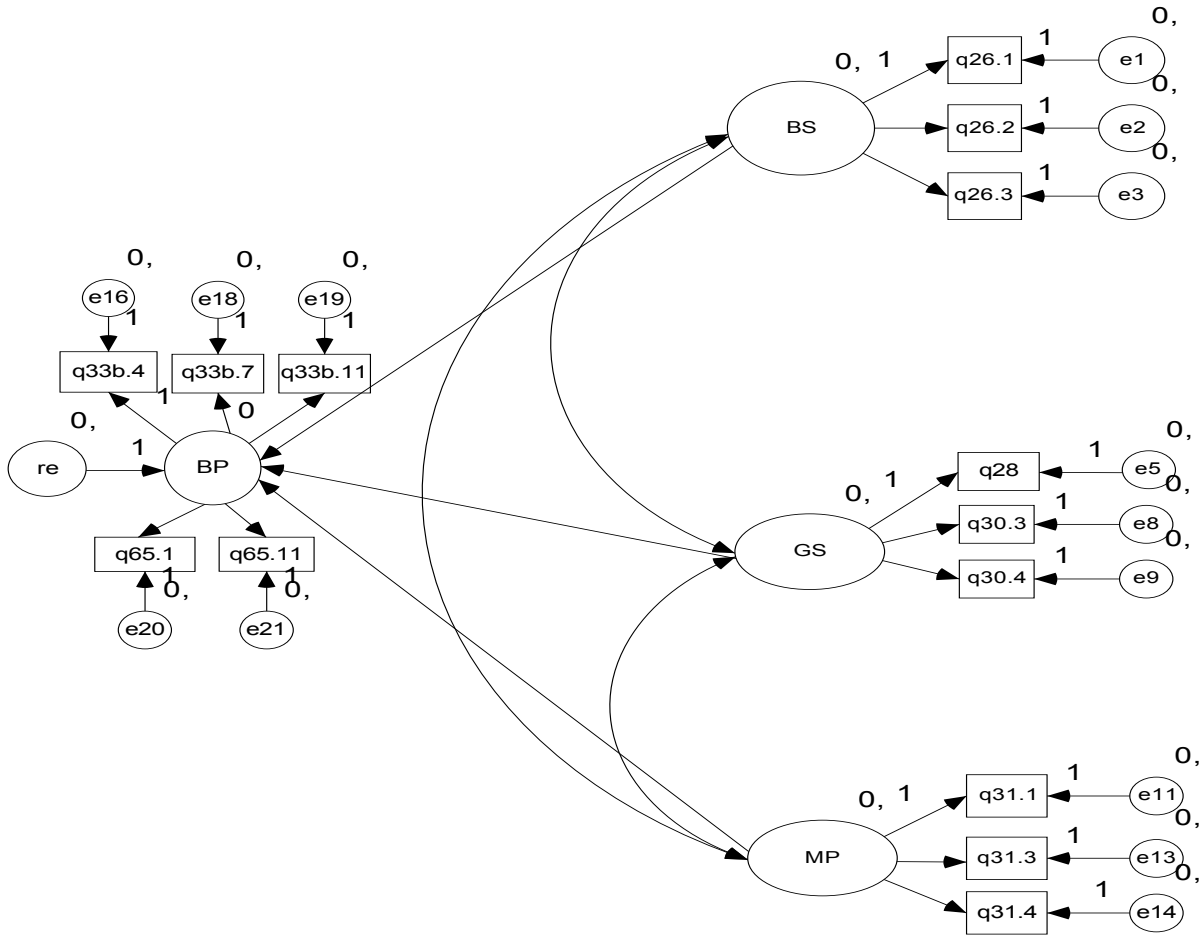 0,
0, 1
1
q26.1
e1
0,
BS
1
q26.2
e2
0,
1
q26.3
e3
0,
0,
0,
e16
e18
e19
1
1
1
q33b.4
q33b.7
q33b.11
1
0
0,
1
re
BP
q65.1
q65.11
1
0,
1
0,
e20
e21
0,
0, 1
1
q28
e5
0,
1
GS
q30.3
e8
0,
1
q30.4
e9
0,
0, 1
1
q31.1
e11
0,
1
MP
q31.3
e13
0,
1
q31.4
e14